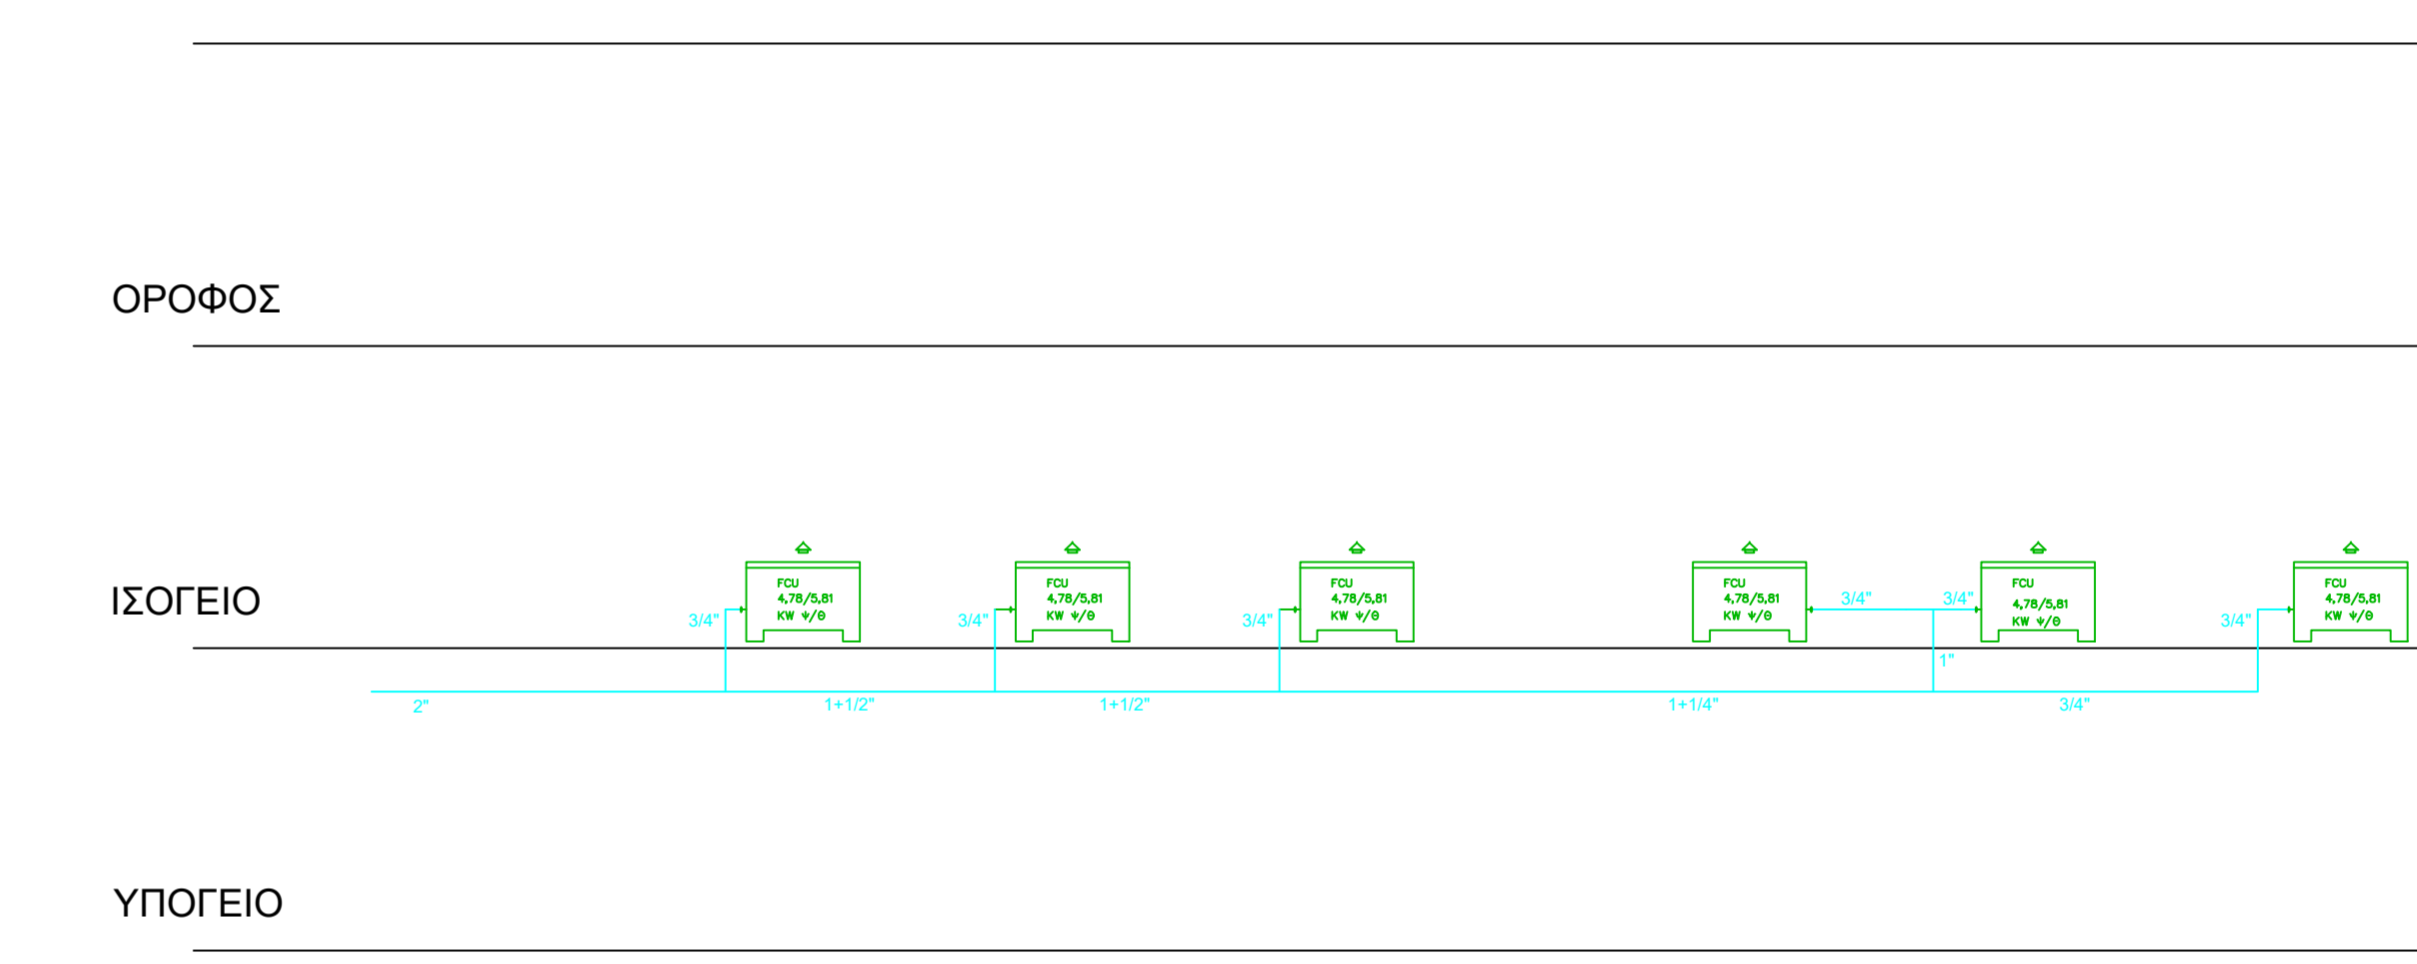 ΟΡΟΦΟΣ
ΙΣΟΓΕΙΟ
3/4"
FCU
4,78/5,81
KW ψ/Θ
3/4"
FCU
4,78/5,81
KW ψ/Θ
3/4"
FCU
4,78/5,81
KW ψ/Θ
FCU
4,78/5,81
KW ψ/Θ
3/4"
3/4"
FCU
4,78/5,81
KW ψ/Θ
3/4"
FCU
4,78/5,81
KW ψ/Θ
1"
2"
1+1/2"
1+1/2"
1+1/4"
3/4"
ΥΠΟΓΕΙΟ